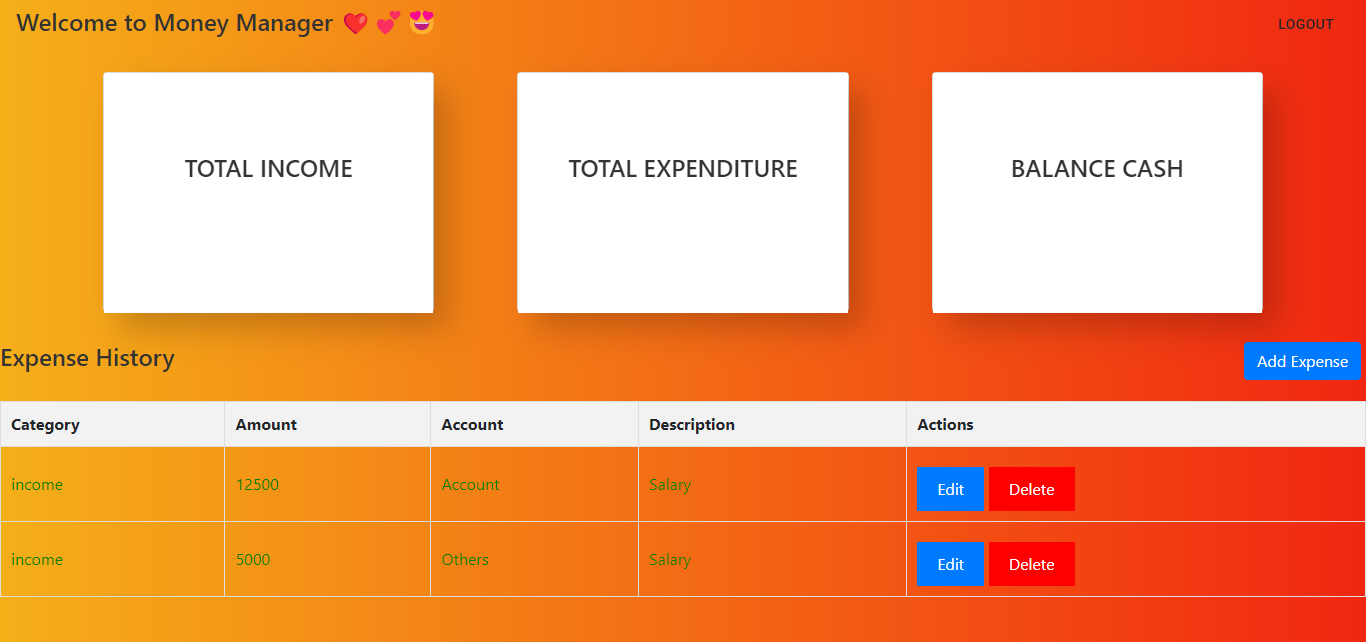 Welcome to Money Manager ❤️ 💕 😍
LOGOUT
TOTAL INCOME
TOTAL EXPENDITURE
BALANCE CASH
Expense History
Add Expense
Category Amount Account Description Actions
income 12500 Account Salary Edit Delete
income 5000 Others Salary Edit Delete